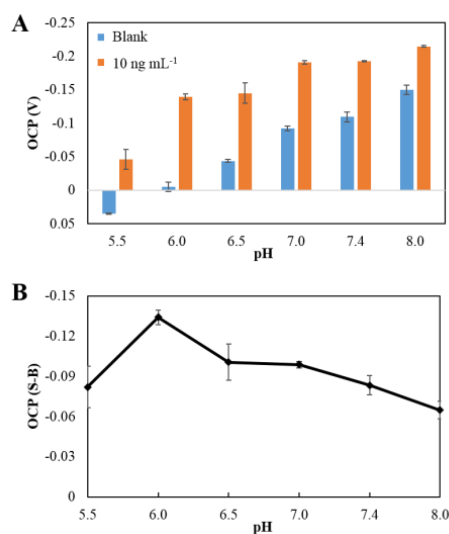 A
Blank
10 ng mL⁻¹
OCP (V)
-0.25
-0.2
-0.15
-0.1
-0.05
0
0.05
5.5 6.0 6.5 7.0 7.4 8.0
pH
B
OCP (S-B)
-0.15
-0.12
-0.09
-0.06
-0.03
0
5.5 6.0 6.5 7.0 7.4 8.0
pH